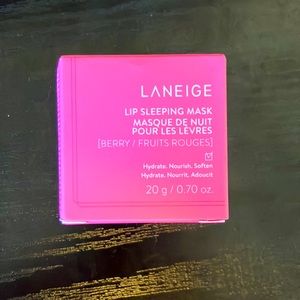 LANEIGE
LIP SLEEPING MASK
MASQUE DE NUIT
POUR LES LÈVRES
[BERRY / FRUITS ROUGES]
Hydrate, Nourish, Soften
Hydrate, Nourrit, Adoucit
20 g / 0.70 oz.